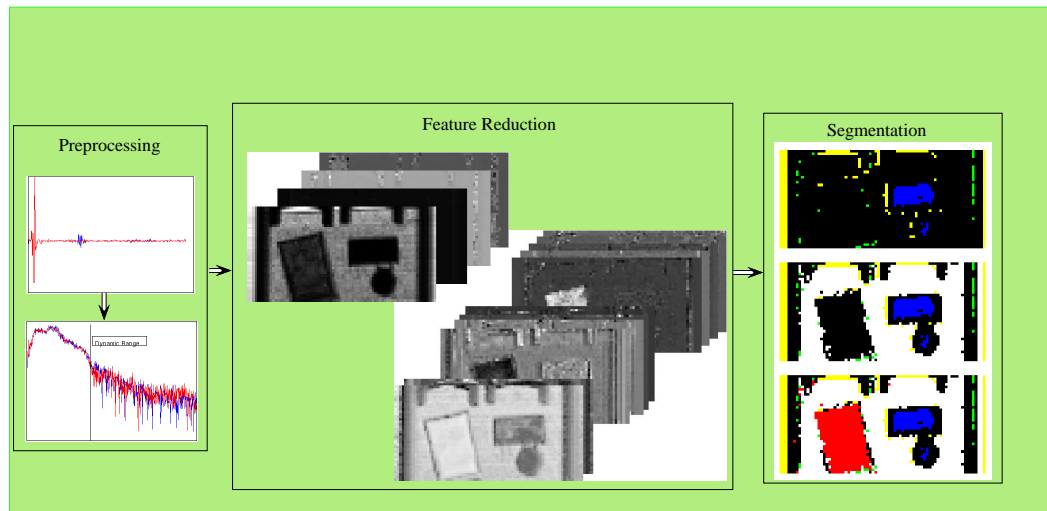 Preprocessing
Dynamic Range
Feature Reduction
Segmentation